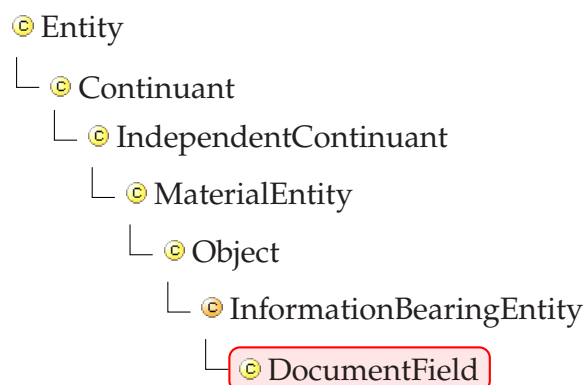 Entity
Continuant
IndependentContinuant
MaterialEntity
Object
InformationBearingEntity
DocumentField